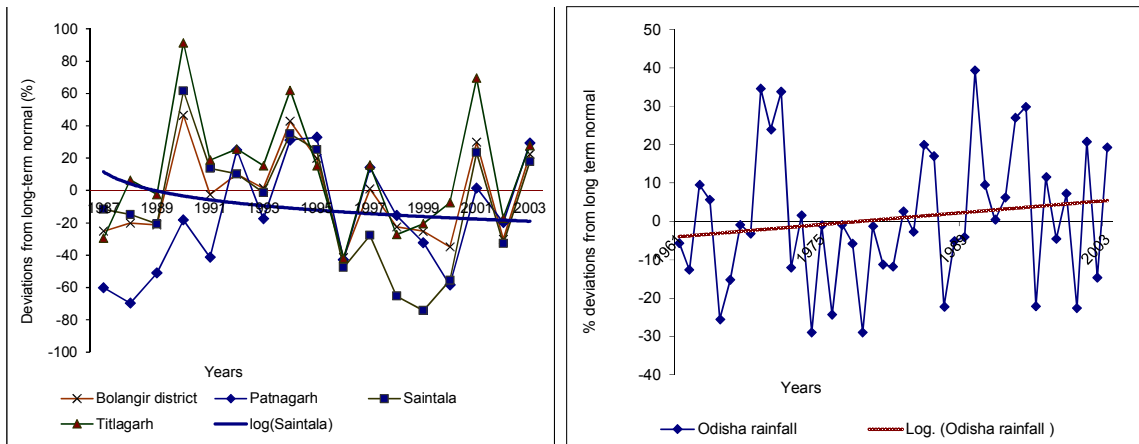 Deviations from long-term normal (%)
100
80
60
40
20
0
-20
-40
-60
-80
-100
1987 1989 1991 1993 1995 1997 1999 2001 2003
Years
Bolangir district Patnagarh Saintala
Titlagarh log(Saintala)
% deviations from long term normal
50
40
30
20
10
0
-10
-20
-30
-40
1961 1975 1989 2003
Years
Odisha rainfall Log. (Odisha rainfall )